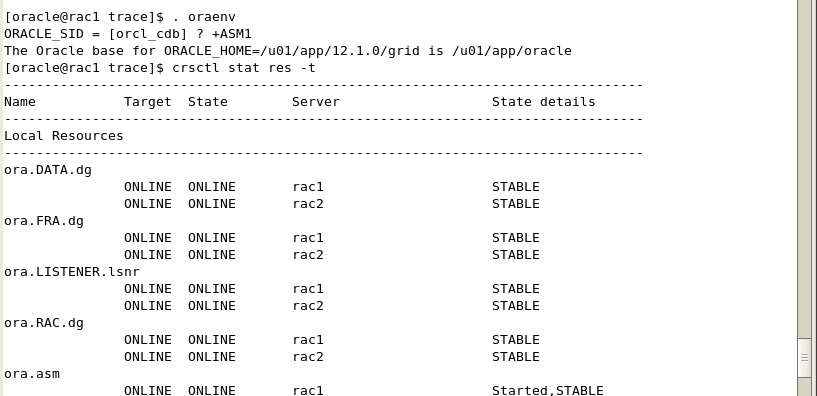 [oracle@rac1 trace]$ . oraenv
ORACLE_SID = [orcl_cdb] ? +ASM1
The Oracle base for ORACLE_HOME=/u01/app/12.1.0/grid is /u01/app/oracle
[oracle@rac1 trace]$ crsctl stat res -t
--------------------------------------------------------------------------------
Name           Target  State        Server                   State details
--------------------------------------------------------------------------------
Local Resources
--------------------------------------------------------------------------------
ora.DATA.dg
               ONLINE  ONLINE       rac1                     STABLE
               ONLINE  ONLINE       rac2                     STABLE
ora.FRA.dg
               ONLINE  ONLINE       rac1                     STABLE
               ONLINE  ONLINE       rac2                     STABLE
ora.LISTENER.lsnr
               ONLINE  ONLINE       rac1                     STABLE
               ONLINE  ONLINE       rac2                     STABLE
ora.RAC.dg
               ONLINE  ONLINE       rac1                     STABLE
               ONLINE  ONLINE       rac2                     STABLE
ora.asm
               ONLINE  ONLINE       rac1                     Started,STABLE